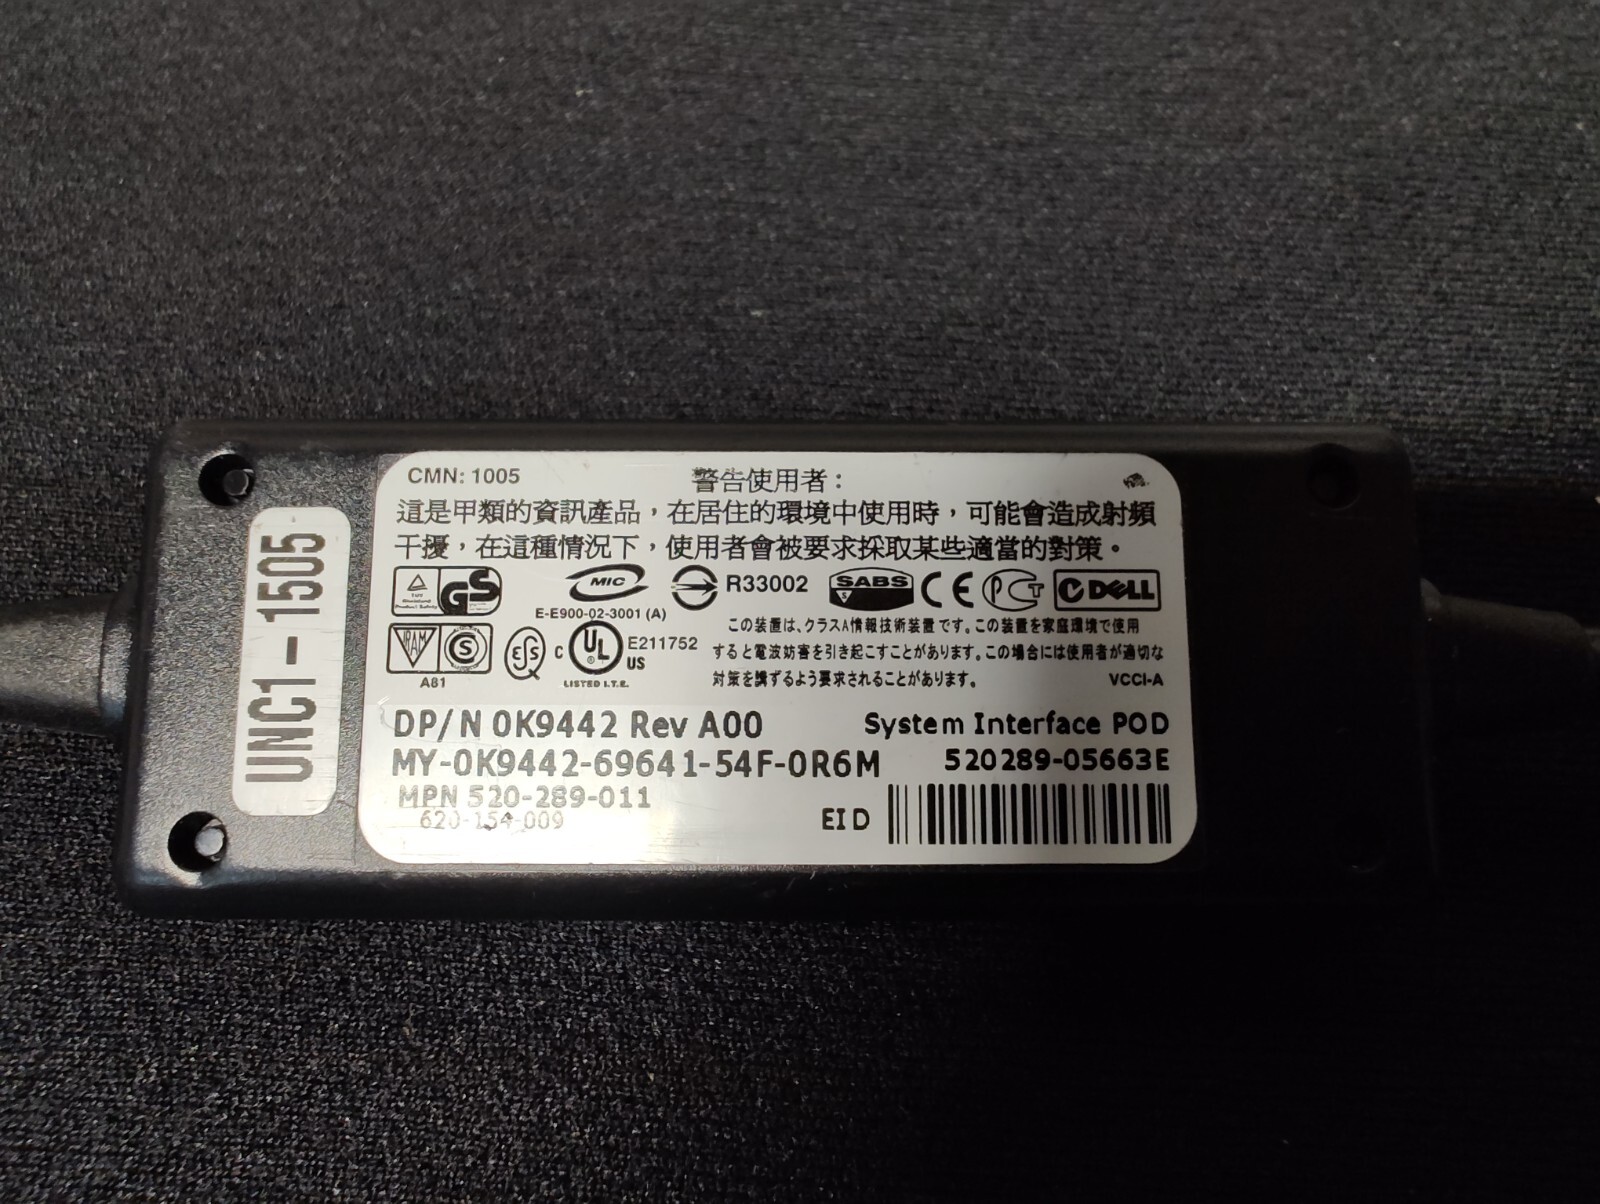 UNC1-1505
CMN: 1005
警告使用者：
這是甲類的資訊產品，在居住的環境中使用時，可能會造成射頻
干擾，在這種情況下，使用者會被要求採取某些適當的對策。
TUV
Rheinland
Product Safety
GS
MIC
E-E900-02-3001 (A)
R33002
SABS
S
CE
PCT
C DELL
VRAM
S
A81
C UL ® US
E211752
LISTED I.T.E.
この装置は、クラスA情報技術装置です。この装置を家庭環境で使用
すると電波妨害を引き起こすことがあります。この場合には使用者が適切な
対策を講ずるよう要求されることがあります。
VCCI-A
DP/N 0K9442 Rev A00
System Interface POD
MY-0K9442-69641-54F-0R6M
520289-05663E
MPN 520-289-011
620-154-009
EID